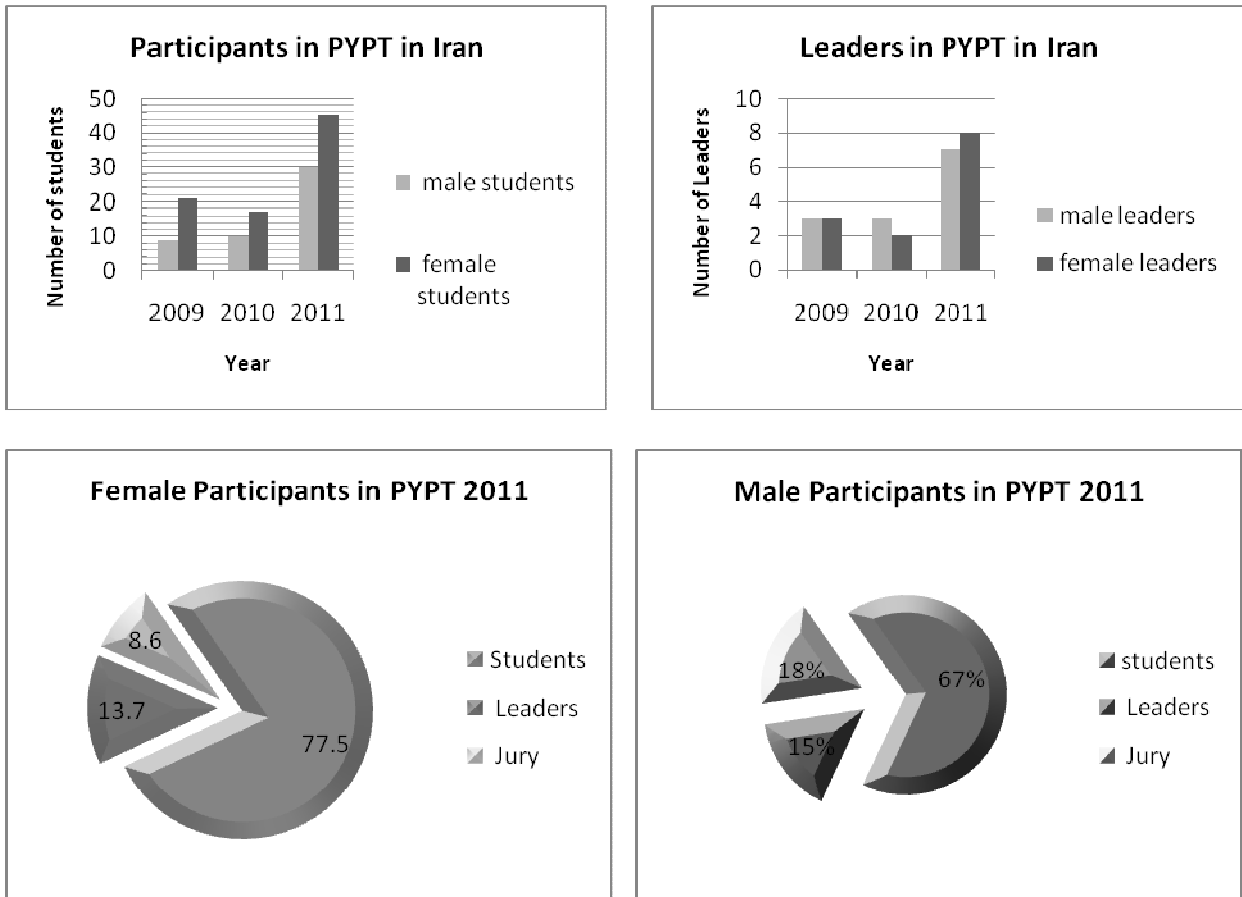 Participants in PYPT in Iran
Number of students
50
40
30
20
10
0
2009 2010 2011
Year
male students
female
students
Leaders in PYPT in Iran
Number of Leaders
10
8
6
4
2
0
2009 2010 2011
Year
male leaders
female leaders
Female Participants in PYPT 2011
8.6
13.7
77.5
Students
Leaders
Jury
Male Participants in PYPT 2011
18%
67%
15%
students
Leaders
Jury